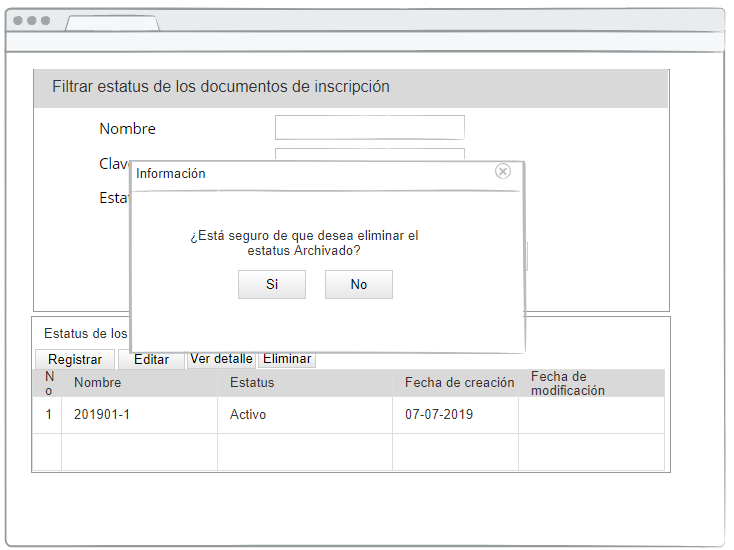 Filtrar estatus de los documentos de inscripción
Nombre
Información
¿Está seguro de que desea eliminar el
estatus Archivado?
Si No
Estatus de los
Registrar Editar Ver detalle Eliminar
No Nombre Estatus Fecha de creación Fecha de
modificación
1 201901-1 Activo 07-07-2019